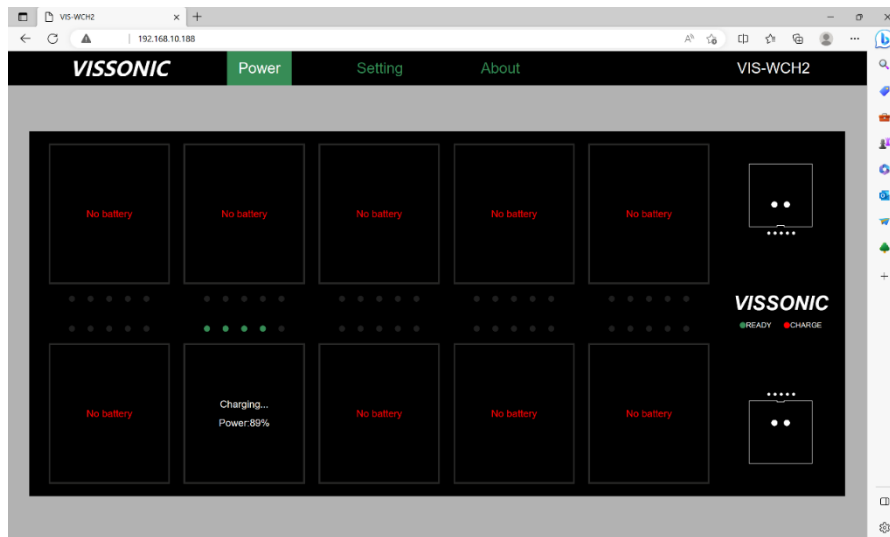 VIS-WCH2
192.168.10.188
VISSONIC Power Setting About VIS-WCH2
No battery No battery No battery No battery No battery
VISSONIC
READY CHARGE
No battery Charging... Power:89% No battery No battery No battery